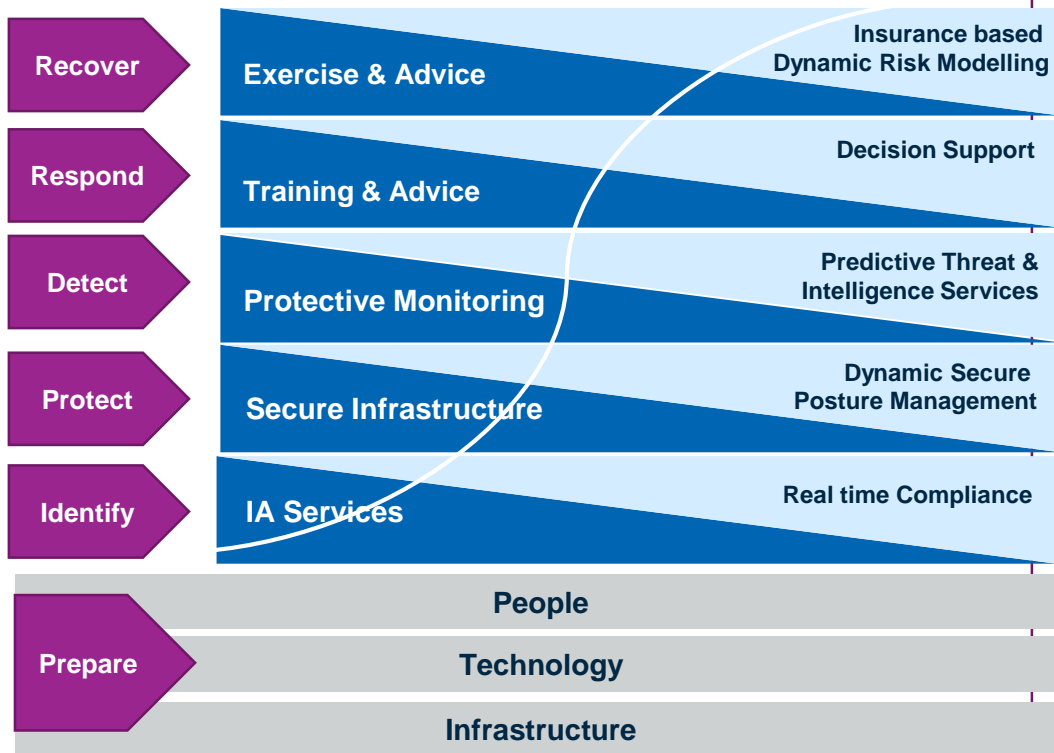 Recover
Exercise & Advice
Insurance based
Dynamic Risk Modelling
Respond
Training & Advice
Decision Support
Detect
Protective Monitoring
Predictive Threat &
Intelligence Services
Protect
Secure Infrastructure
Dynamic Secure
Posture Management
Identify
IA Services
Real time Compliance
Prepare
People
Technology
Infrastructure